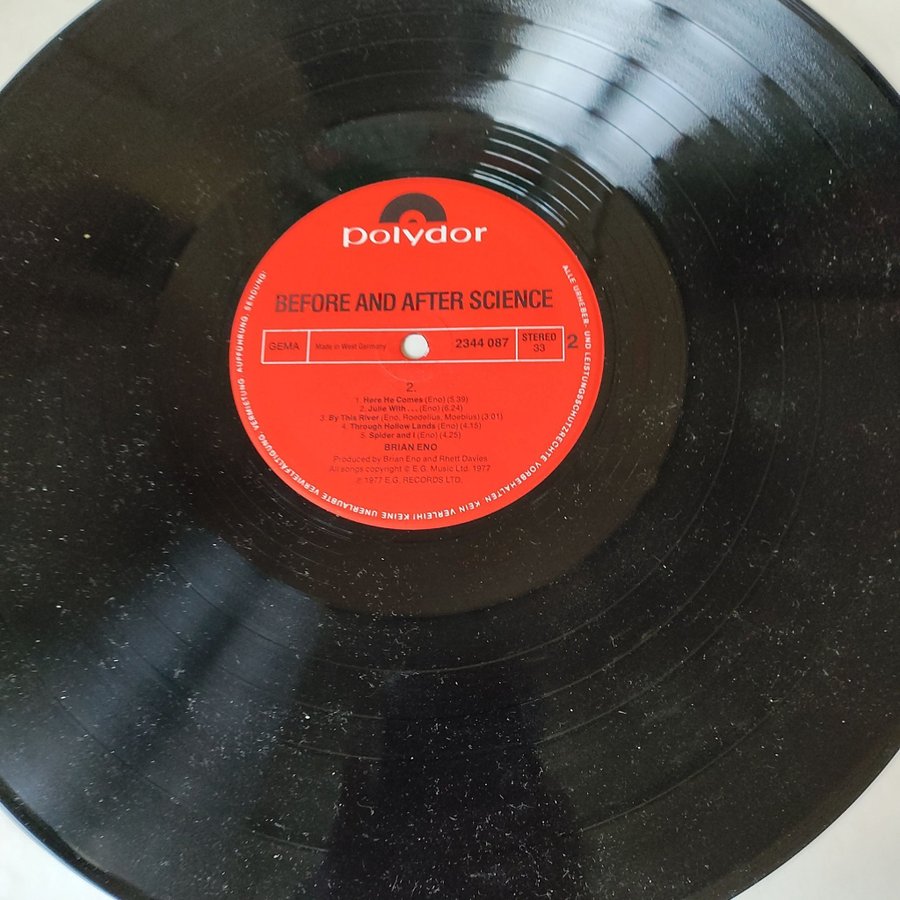 polydor
BEFORE AND AFTER SCIENCE
GEMA
Made in West Germany
2344 087
STEREO
33
2
2.
1. Here He Comes (Eno) (5.39)
2. Julie With . . . (Eno) (6.24)
3. By This River (Eno, Roedelius, Moebius) (3.01)
4. Through Hollow Lands (Eno) (4.15)
5. Spider and I (Eno) (4.25)
BRIAN ENO
Produced by Brian Eno and Rhett Davies
All songs copyright © E.G. Music Ltd. 1977
℗ 1977 E.G. RECORDS LTD.
ALLE URHEBER- UND LEISTUNGSSCHUTZRECHTE VORBEHALTEN KEIN VERLEIH! KEINE UNERLAUBTE VERVIELFÄLTIGUNG, VERMIETUNG, AUFFÜHRUNG, SENDUNG!